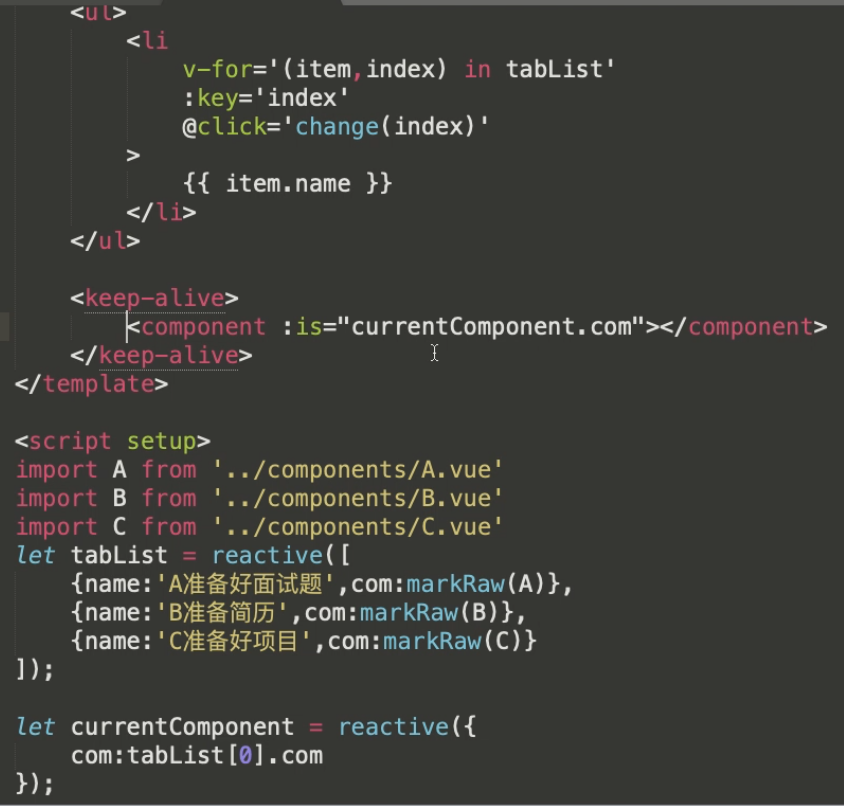 <ul>
<li
v-for='(item,index) in tabList'
:key='index'
@click='change(index)'
>
{{ item.name }}
</li>
</ul>
<keep-alive>
<component :is="currentComponent.com"></component>
</keep-alive>
</template>
<script setup>
import A from '../components/A.vue'
import B from '../components/B.vue'
import C from '../components/C.vue'
let tabList = reactive([
{name:'A准备好面试题',com:markRaw(A)},
{name:'B准备简历',com:markRaw(B)},
{name:'C准备好项目',com:markRaw(C)}
]);
let currentComponent = reactive({
com:tabList[0].com
});